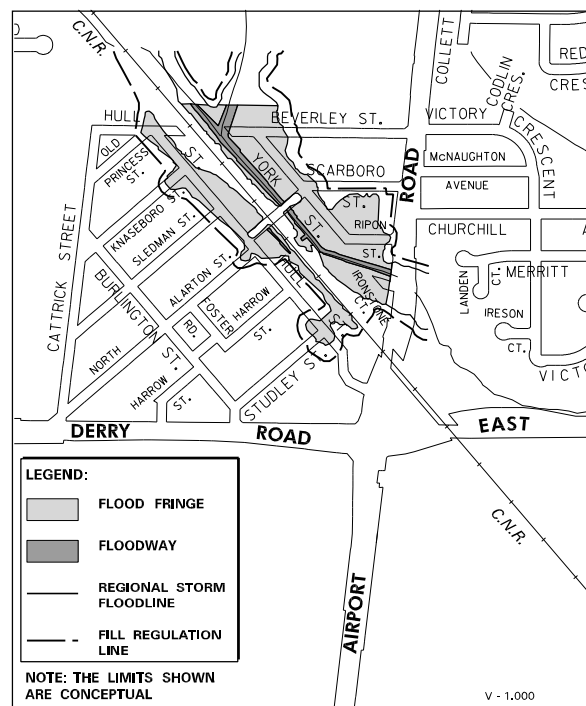 C.N.R.
COLLETT
RED
CRES
CODLIN
CRES.
HULL
ST.
BEVERLEY ST.
VICTORY
CRESCENT
OLD
PRINCESS
ST.
YORK
ST.
SCARBORO
ST.
ROAD
McNAUGHTON
AVENUE
KNASEBORO ST.
SLEDMAN ST.
RIPON
ST.
CHURCHILL
A
CATTRICK STREET
BURLINGTON
ST.
ALARTON ST.
HULL
IRONSTONE
CT.
LANDEN
CT.
MERRITT
IRESON
CT.
FOSTER
RD.
HARROW
ST.
NORTH
HARROW
ST.
STUDLEY S
VICTO
DERRY ROAD EAST
LEGEND:
FLOOD FRINGE
FLOODWAY
REGIONAL STORM
FLOODLINE
FILL REGULATION
LINE
NOTE: THE LIMITS SHOWN
ARE CONCEPTUAL
AIRPORT
C.N.R.
V - 1.000